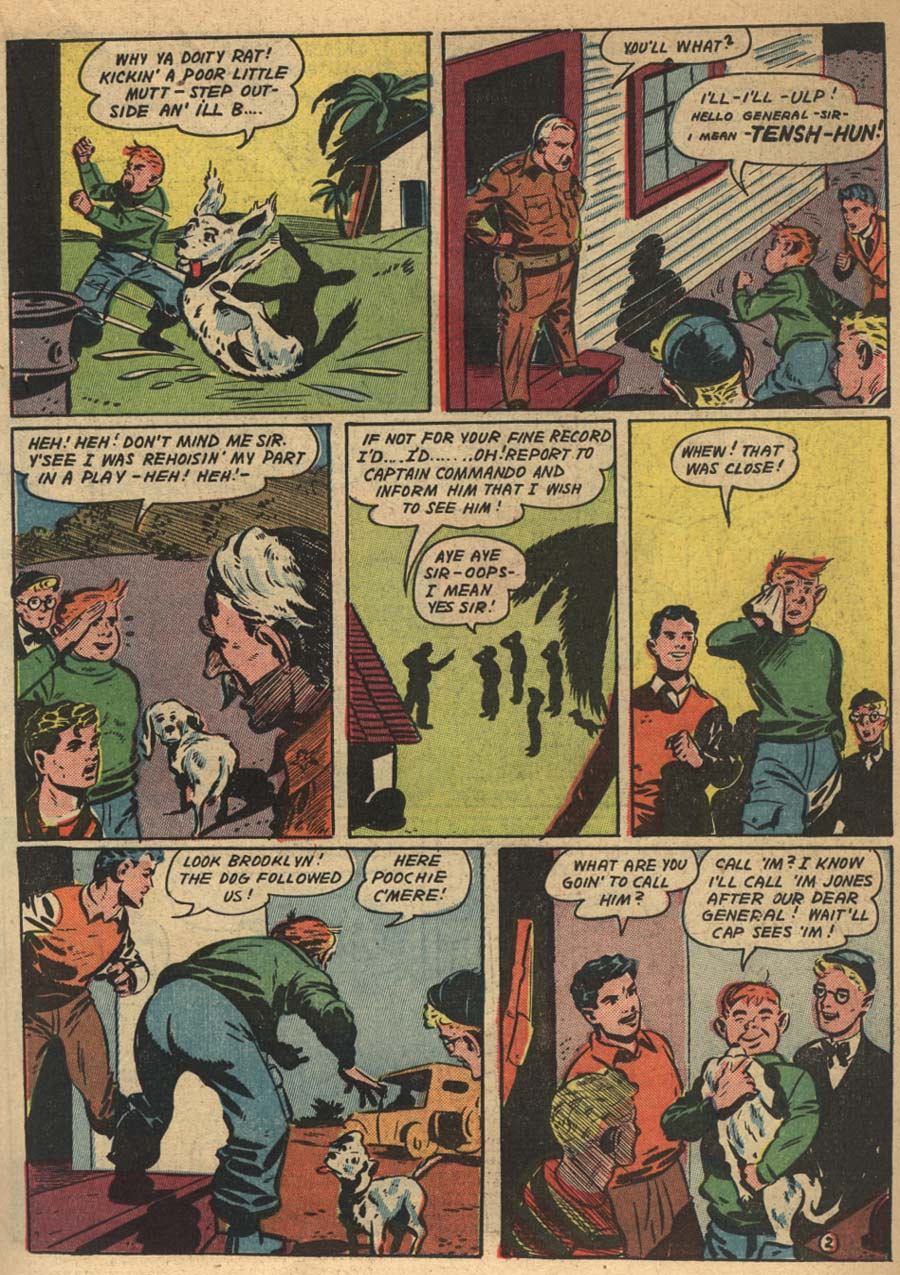 WHY YA DOITY RAT!
KICKIN' A POOR LITTLE
MUTT - STEP OUT-
SIDE AN' I'LL B....
YOU'LL WHAT?
I'LL-I'LL -ULP!
HELLO GENERAL -SIR-
I MEAN -TENSH-HUN!
HEH! HEH! DON'T MIND ME SIR.
Y'SEE I WAS REHOISIN' MY PART
IN A PLAY -HEH! HEH!-
IF NOT FOR YOUR FINE RECORD
I'D....I'D.......OH! REPORT TO
CAPTAIN COMMANDO AND
INFORM HIM THAT I WISH
TO SEE HIM!
AYE AYE
SIR-OOPS-
I MEAN
YES SIR!
WHEW! THAT
WAS CLOSE!
LOOK BROOKLYN!
THE DOG FOLLOWED
US!
HERE
POOCHIE
C'MERE!
WHAT ARE YOU
GOIN' TO CALL
HIM?
CALL 'IM? I KNOW
I'LL CALL 'IM JONES
AFTER OUR DEAR
GENERAL! WAIT'LL
CAP SEES 'IM!
2